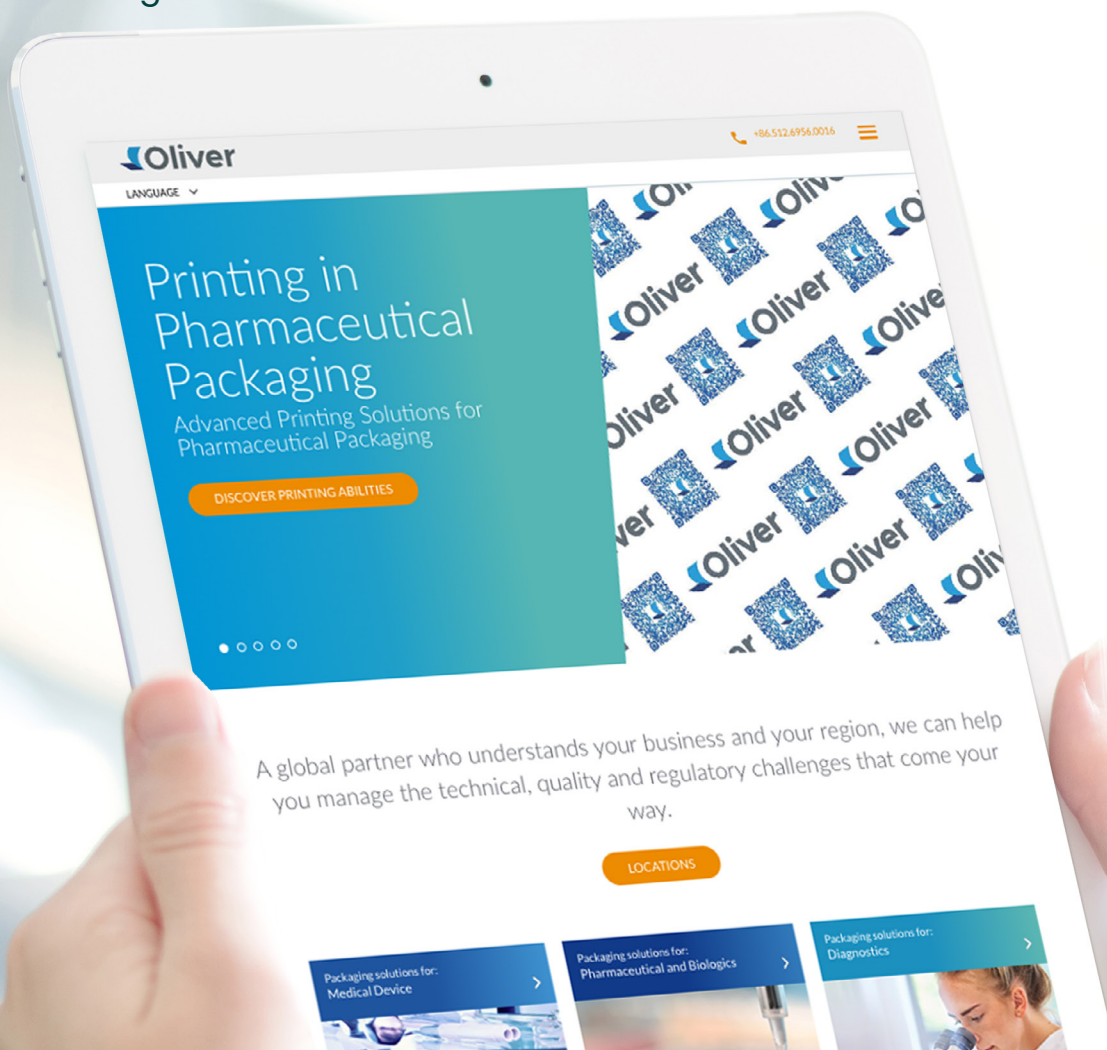 Oliver
+86.512.6956.0016
LANGUAGE
Printing in
Pharmaceutical
Packaging
Advanced Printing Solutions for
Pharmaceutical Packaging
DISCOVER PRINTING ABILITIES
Oliver
Oliver
Oliver
Oliver
Oliver
Oliver
Oliver
Oliver
A global partner who understands your business and your region, we can help
you manage the technical, quality and regulatory challenges that come your
way.
LOCATIONS
Packaging solutions for:
Medical Device
Packaging solutions for:
Pharmaceutical and Biologics
Packaging solutions for:
Diagnostics